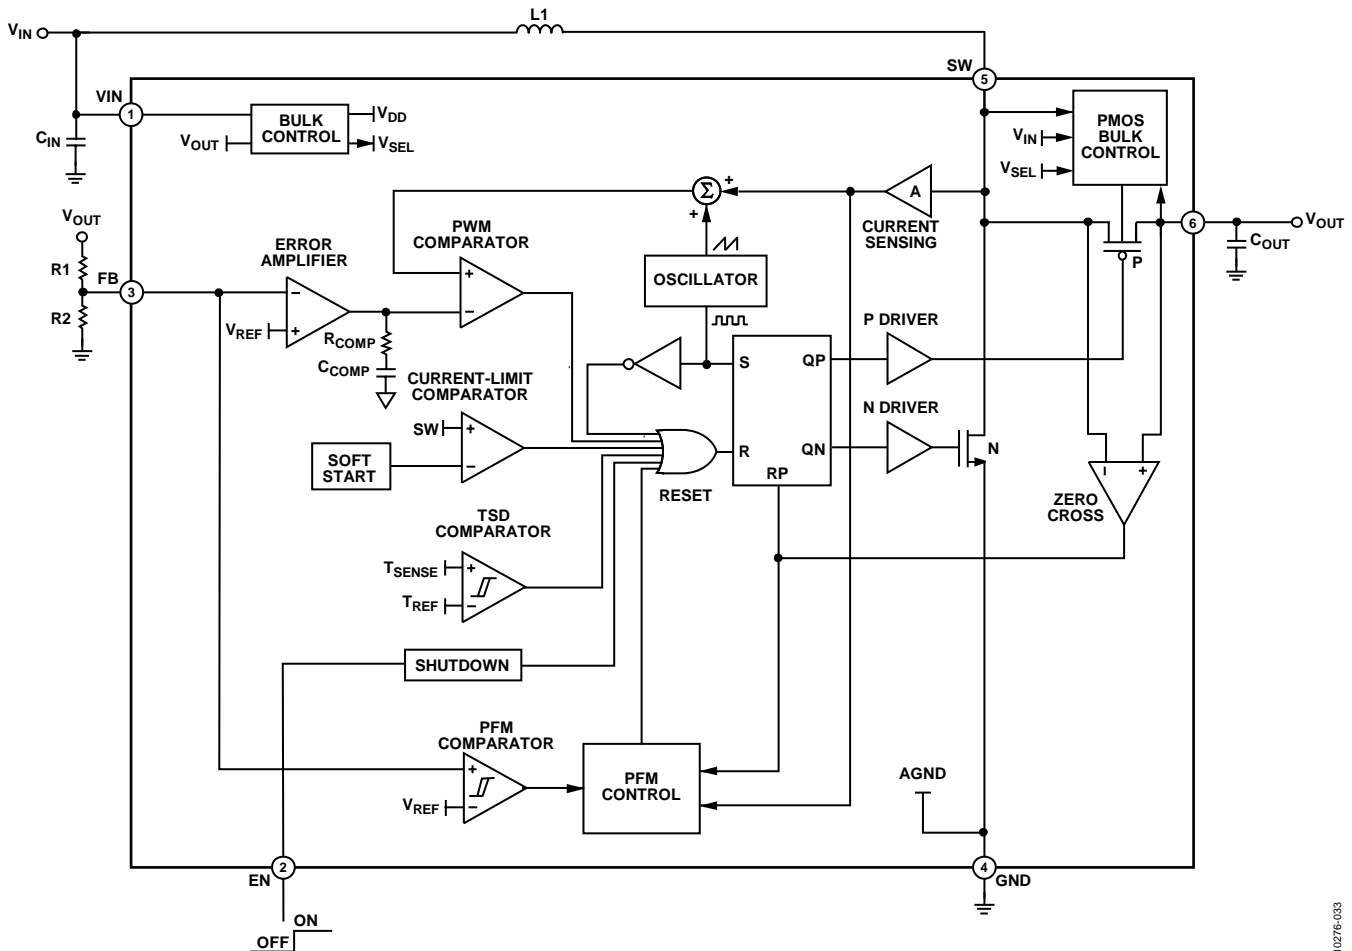 L1
VIN
SW
5
VIN
1
BULK
CONTROL
VDD
VOUT
VSEL
CIN
PMOS
BULK
CONTROL
VIN
VSEL
Σ
+
+
A
CURRENT
SENSING
6
VOUT
COUT
P
VOUT
R1
FB
3
R2
ERROR
AMPLIFIER
−
+
VREF
PWM
COMPARATOR
+
−
RCOMP
CCOMP
OSCILLATOR
P DRIVER
S
QP
N DRIVER
QN
R
RP
N
CURRENT-LIMIT
COMPARATOR
SW
+
−
SOFT
START
RESET
− +
ZERO
CROSS
TSD
COMPARATOR
TSENSE
+
TREF
−
SHUTDOWN
PFM
COMPARATOR
+
VREF
−
PFM
CONTROL
AGND
2
EN
4
GND
ON
OFF
10276-033